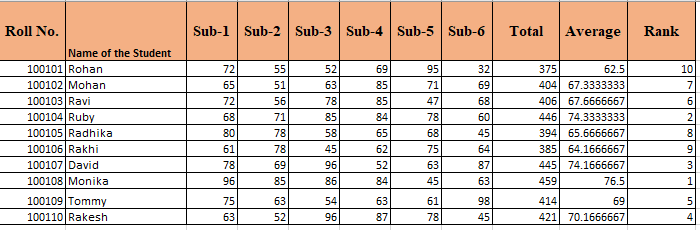 Roll No. Name of the Student Sub-1 Sub-2 Sub-3 Sub-4 Sub-5 Sub-6 Total Average Rank
100101 Rohan 72 55 52 69 95 32 375 62.5 10
100102 Mohan 65 51 63 85 71 69 404 67.3333333 7
100103 Ravi 72 56 78 85 47 68 406 67.6666667 6
100104 Ruby 68 71 85 84 78 60 446 74.3333333 2
100105 Radhika 80 78 58 65 68 45 394 65.6666667 8
100106 Rakhi 61 78 45 62 75 64 385 64.1666667 9
100107 David 78 69 96 52 63 87 445 74.1666667 3
100108 Monika 96 85 86 84 45 63 459 76.5 1
100109 Tommy 75 63 54 63 61 98 414 69 5
100110 Rakesh 63 52 96 87 78 45 421 70.1666667 4